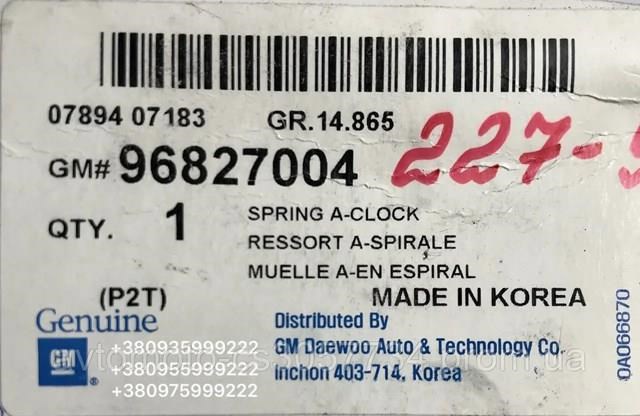 07894 07183 GR.14.865
GM# 96827004 227-
QTY. 1 SPRING A-CLOCK
RESSORT A-SPIRALE
MUELLE A-EN ESPIRAL
(P2T) MADE IN KOREA
Genuine
GM
Distributed By
GM Daewoo Auto & Technology Co.
Inchon 403-714, Korea
0A066870
+380935999222
+380955999222
+380975999222